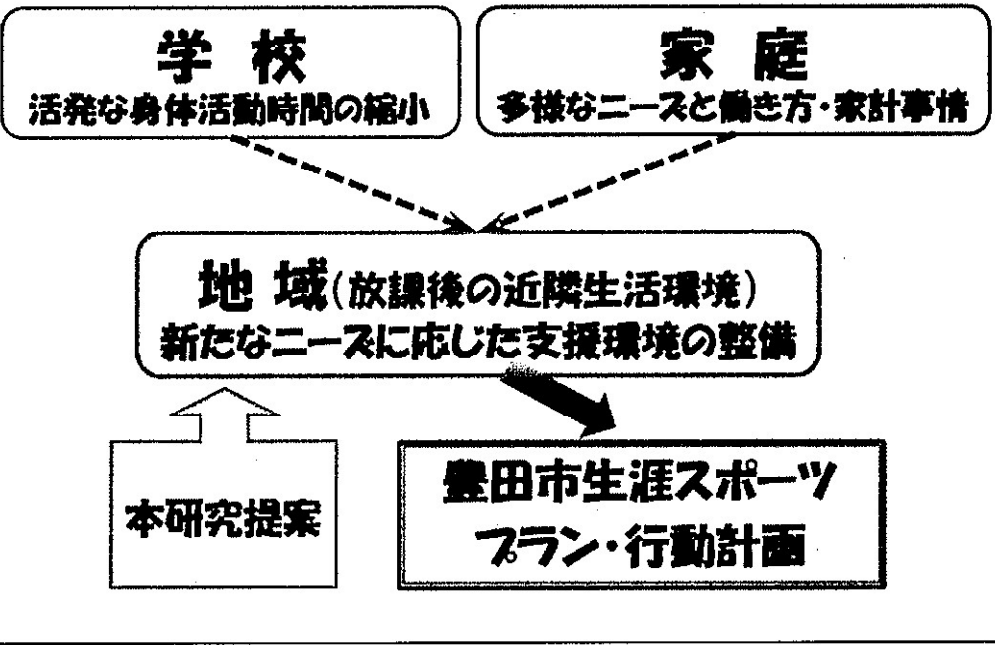 学 校
活発な身体活動時間の縮小
家 庭
多様なニーズと働き方・家計事情
地 域(放課後の近隣生活環境)
新たなニーズに応じた支援環境の整備
本研究提案
豊田市生涯スポーツ
プラン・行動計画